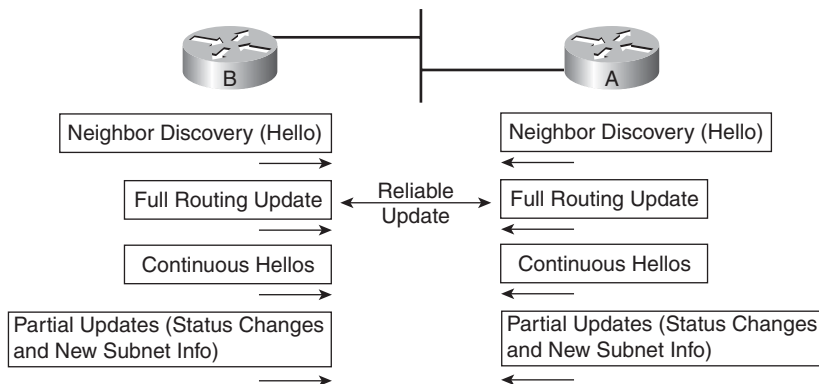 B
A
Neighbor Discovery (Hello)
Neighbor Discovery (Hello)
Full Routing Update
Reliable
Update
Full Routing Update
Continuous Hellos
Continuous Hellos
Partial Updates (Status Changes
and New Subnet Info)
Partial Updates (Status Changes
and New Subnet Info)